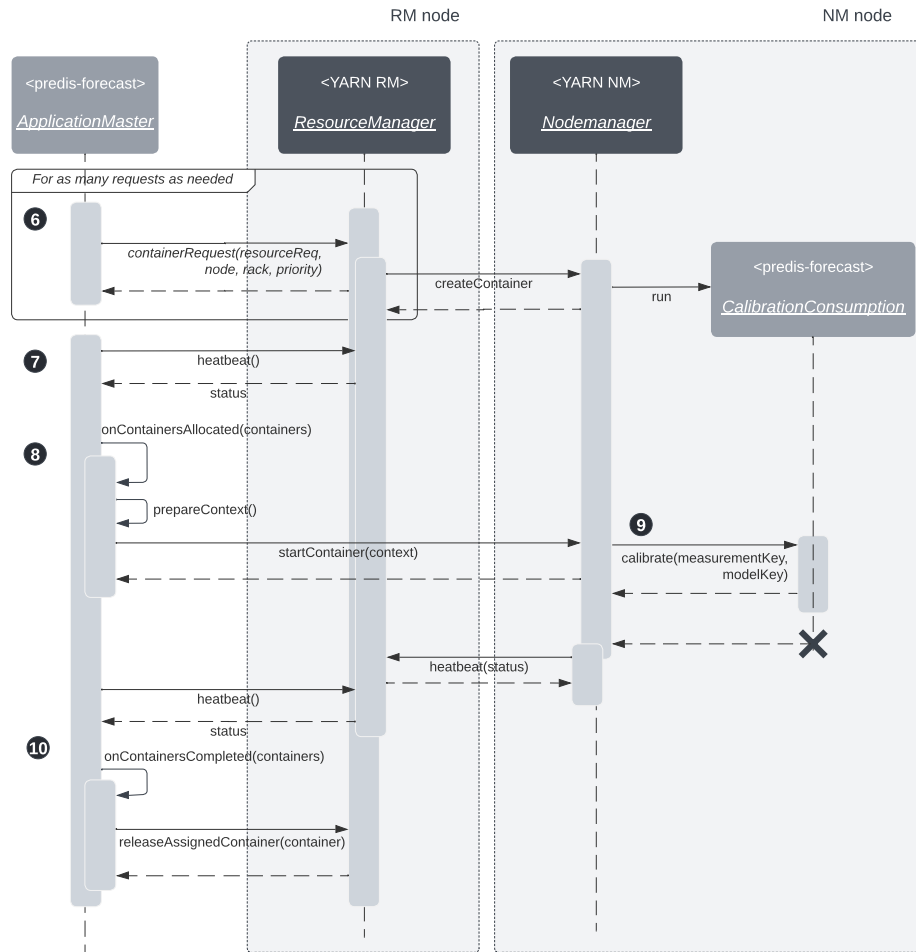 RM node
NM node
<predis-forecast>
ApplicationMaster
<YARN RM>
ResourceManager
<YARN NM>
Nodemanager
For as many requests as needed
6
containerRequest(resourceReq,
node, rack, priority)
createContainer
run
<predis-forecast>
CalibrationConsumption
7
heatbeat()
status
onContainersAllocated(containers)
8
prepareContext()
startContainer(context)
9
calibrate(measurementKey,
modelKey)
heatbeat(status)
heatbeat()
status
10
onContainersCompleted(containers)
releaseAssignedContainer(container)